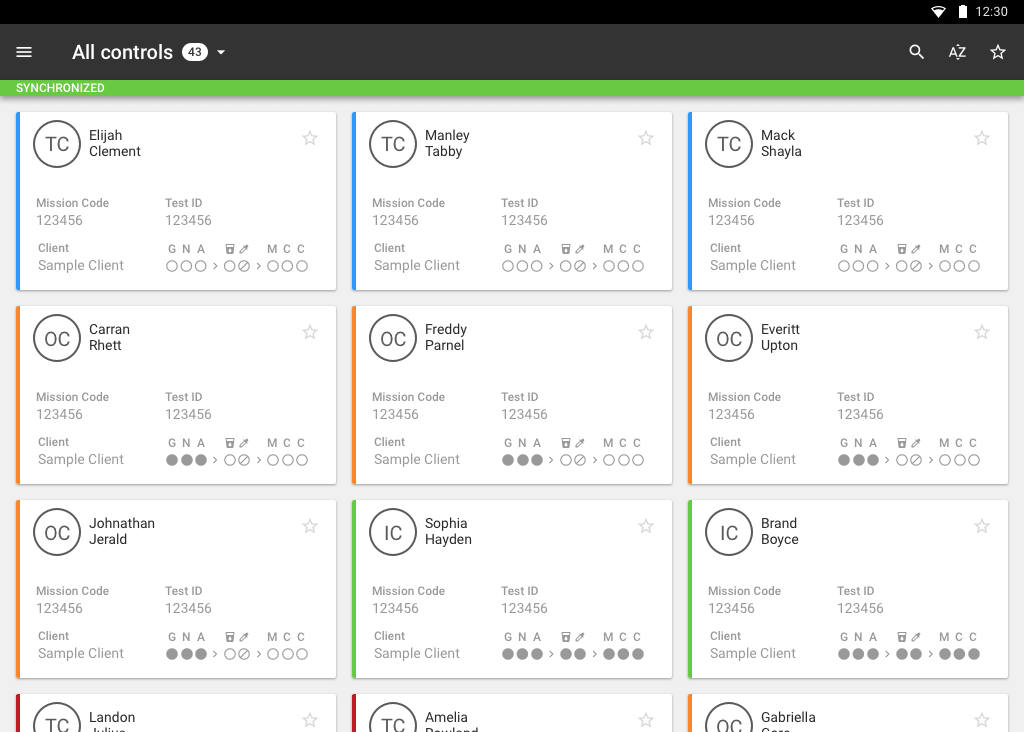 12:30
All controls 43 AZ
SYNCHRONIZED
TC Elijah Clement
Mission Code Test ID
123456 123456
Client G N A M C C
Sample Client
TC Manley Tabby
Mission Code Test ID
123456 123456
Client G N A M C C
Sample Client
TC Mack Shayla
Mission Code Test ID
123456 123456
Client G N A M C C
Sample Client
OC Carran Rhett
Mission Code Test ID
123456 123456
Client G N A M C C
Sample Client
OC Freddy Parnel
Mission Code Test ID
123456 123456
Client G N A M C C
Sample Client
OC Everitt Upton
Mission Code Test ID
123456 123456
Client G N A M C C
Sample Client
OC Johnathan Jerald
Mission Code Test ID
123456 123456
Client G N A M C C
Sample Client
IC Sophia Hayden
Mission Code Test ID
123456 123456
Client G N A M C C
Sample Client
IC Brand Boyce
Mission Code Test ID
123456 123456
Client G N A M C C
Sample Client
TC Landon
TC Amelia
OC Gabriella